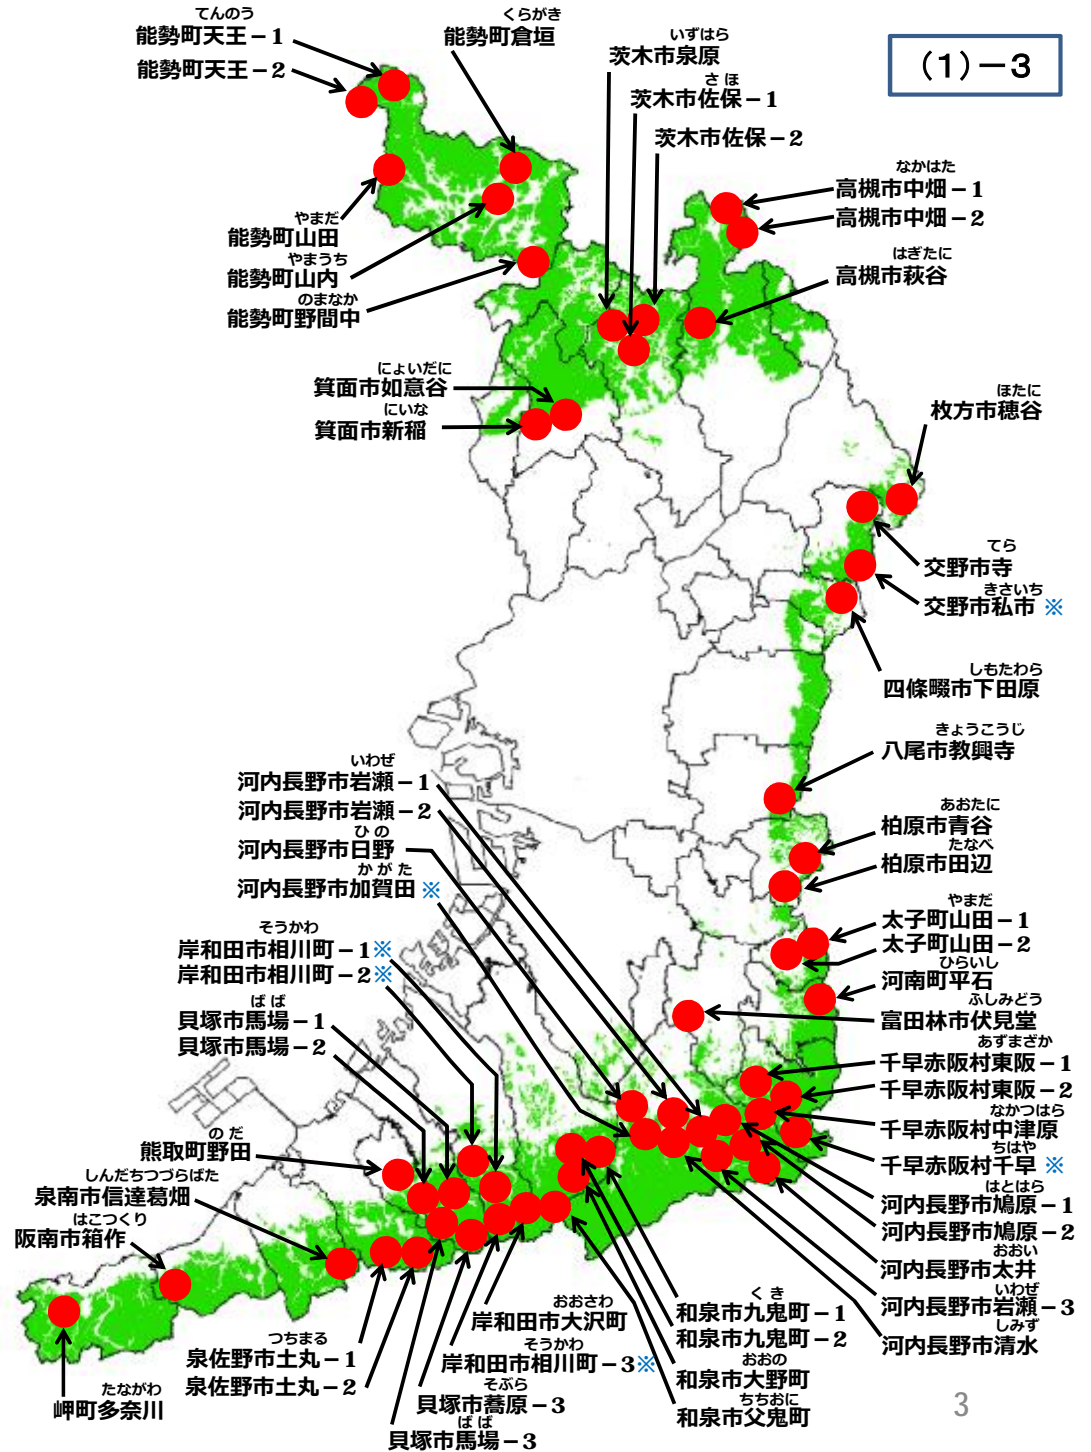 (1)－3
てんのう
能勢町天王－1
能勢町天王－2
くらがき
能勢町倉垣
いずはら
茨木市泉原
さほ
茨木市佐保－1
茨木市佐保－2
なかはた
高槻市中畑－1
高槻市中畑－2
はぎたに
高槻市萩谷
やまだ
能勢町山田
やまうち
能勢町山内
のまなか
能勢町野間中
にょいだに
箕面市如意谷
にいな
箕面市新稲
ほたに
枚方市穂谷
てら
交野市寺
きさいち
交野市私市 ※
しもたわら
四條畷市下田原
きょうこうじ
八尾市教興寺
あおたに
柏原市青谷
たなべ
柏原市田辺
やまだ
太子町山田－1
太子町山田－2
ひらいし
河南町平石
ふしみどう
富田林市伏見堂
あずまざか
千早赤阪村東阪－1
千早赤阪村東阪－2
なかつはら
千早赤阪村中津原
ちはや
千早赤阪村千早 ※
はとはら
河内長野市鳩原－1
河内長野市鳩原－2
おおい
河内長野市太井
いわぜ
河内長野市岩瀬－3
しみず
河内長野市清水
いわぜ
河内長野市岩瀬－1
河内長野市岩瀬－2
ひの
河内長野市日野
かがた
河内長野市加賀田 ※
そうかわ
岸和田市相川町－1※
岸和田市相川町－2※
ばば
貝塚市馬場－1
貝塚市馬場－2
のだ
熊取町野田
しんだちつづらばた
泉南市信達葛畑
はこつくり
阪南市箱作
たながわ
岬町多奈川
つちまる
泉佐野市土丸－1
泉佐野市土丸－2
おおさわ
岸和田市大沢町
そうかわ
岸和田市相川町－3※
そぶら
貝塚市蕎原－3
ばば
貝塚市馬場－3
くき
和泉市九鬼町－1
和泉市九鬼町－2
おおの
和泉市大野町
ちちおに
和泉市父鬼町
3